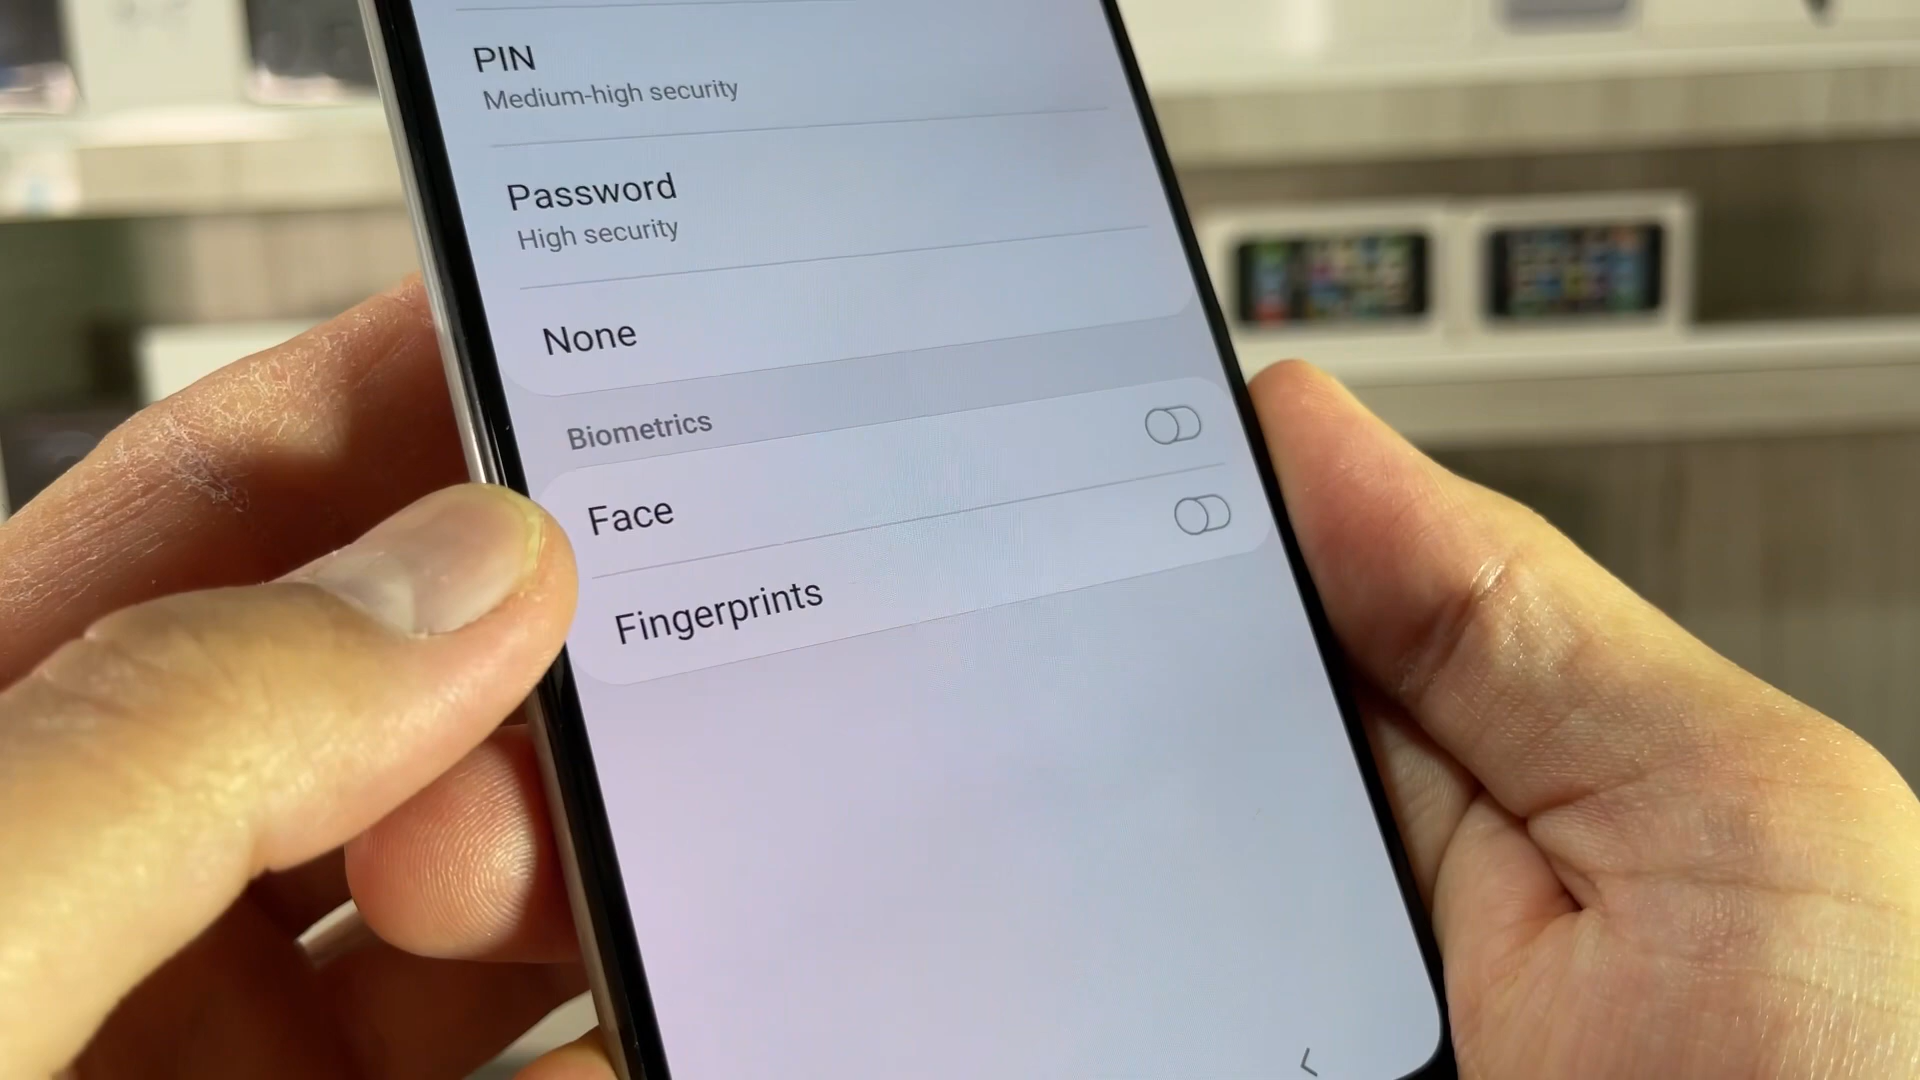 PIN
Medium-high security
Password
High security
None
Biometrics
Face
Fingerprints